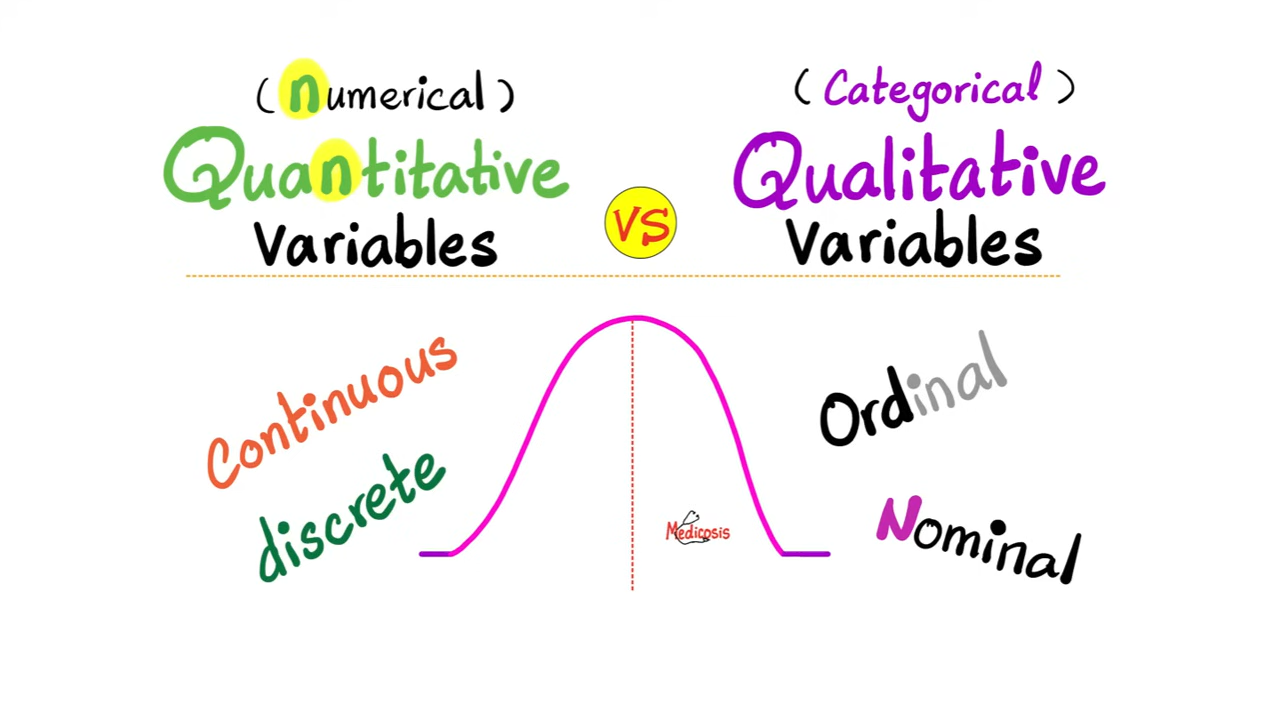 (numerical)
Quantitative
Variables
VS
(Categorical)
Qualitative
Variables
Continuous
discrete
Ordinal
Nominal
Medicosis